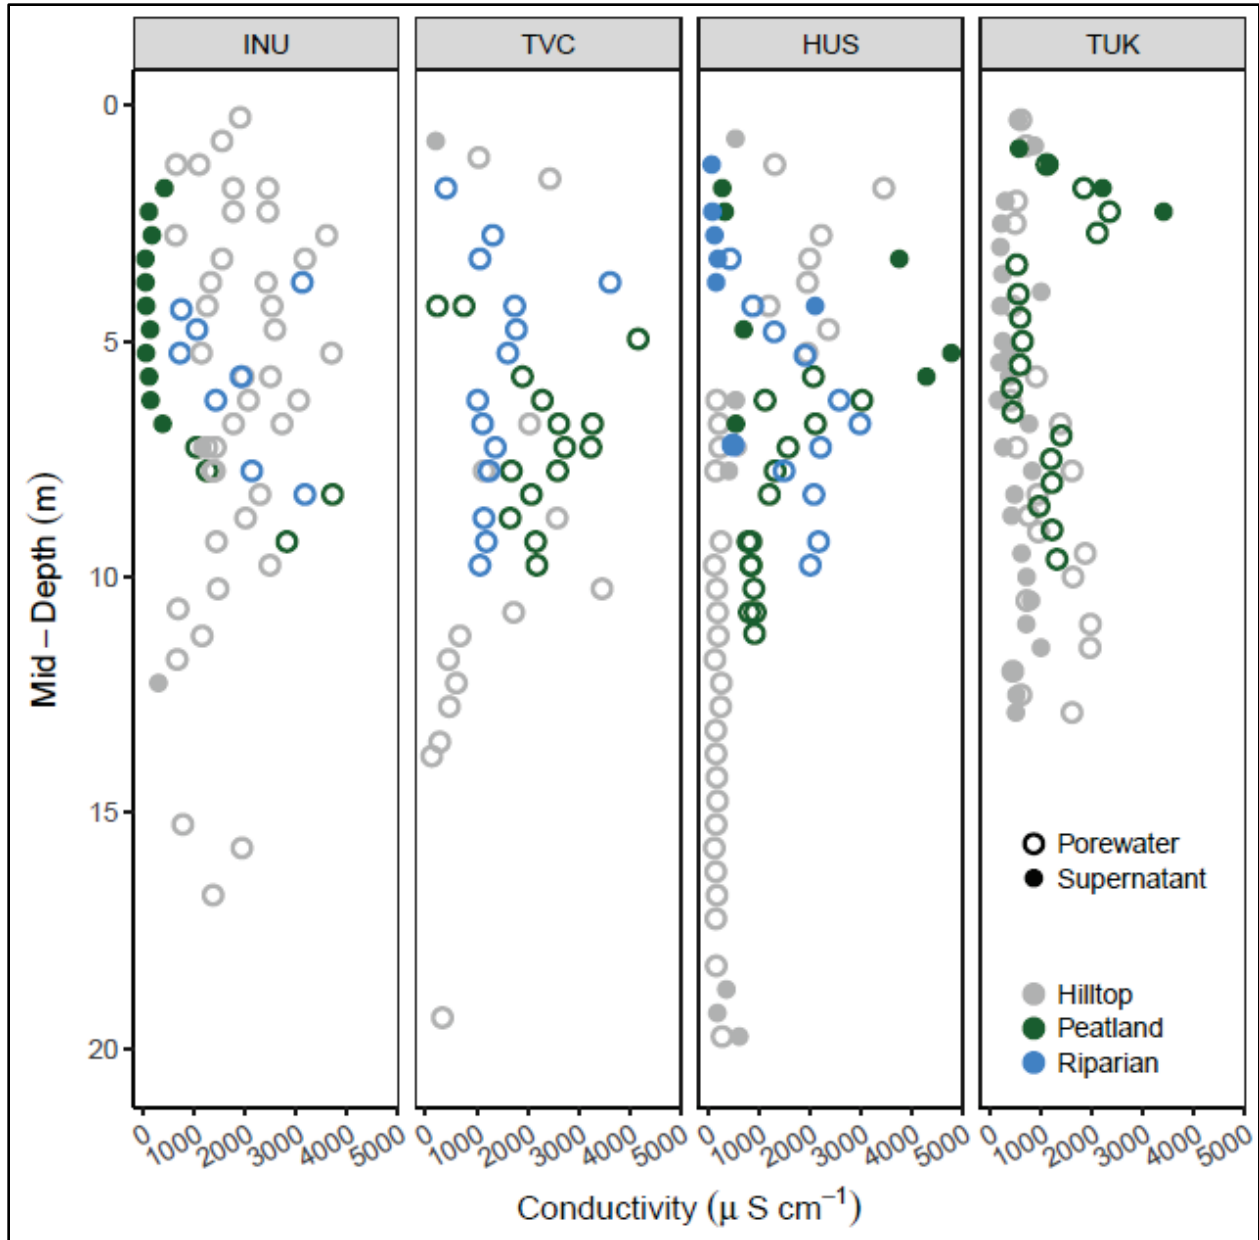 INU TVC HUS TUK
0
5
10
15
20
Mid – Depth (m)
Porewater
Supernatant
Hilltop
Peatland
Riparian
0 1000 2000 3000 4000 5000 0 1000 2000 3000 4000 5000 0 1000 2000 3000 4000 5000 0 1000 2000 3000 4000 5000
Conductivity (μ S cm⁻¹)